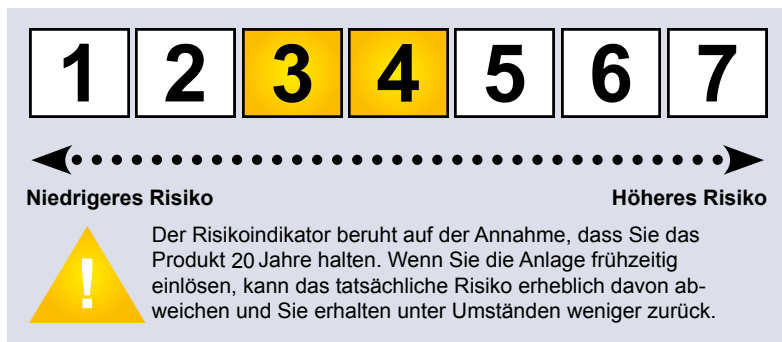 1 2 3 4 5 6 7
Niedrigeres Risiko Höheres Risiko
! Der Risikoindikator beruht auf der Annahme, dass Sie das
Produkt 20 Jahre halten. Wenn Sie die Anlage frühzeitig
einlösen, kann das tatsächliche Risiko erheblich davon ab-
weichen und Sie erhalten unter Umständen weniger zurück.